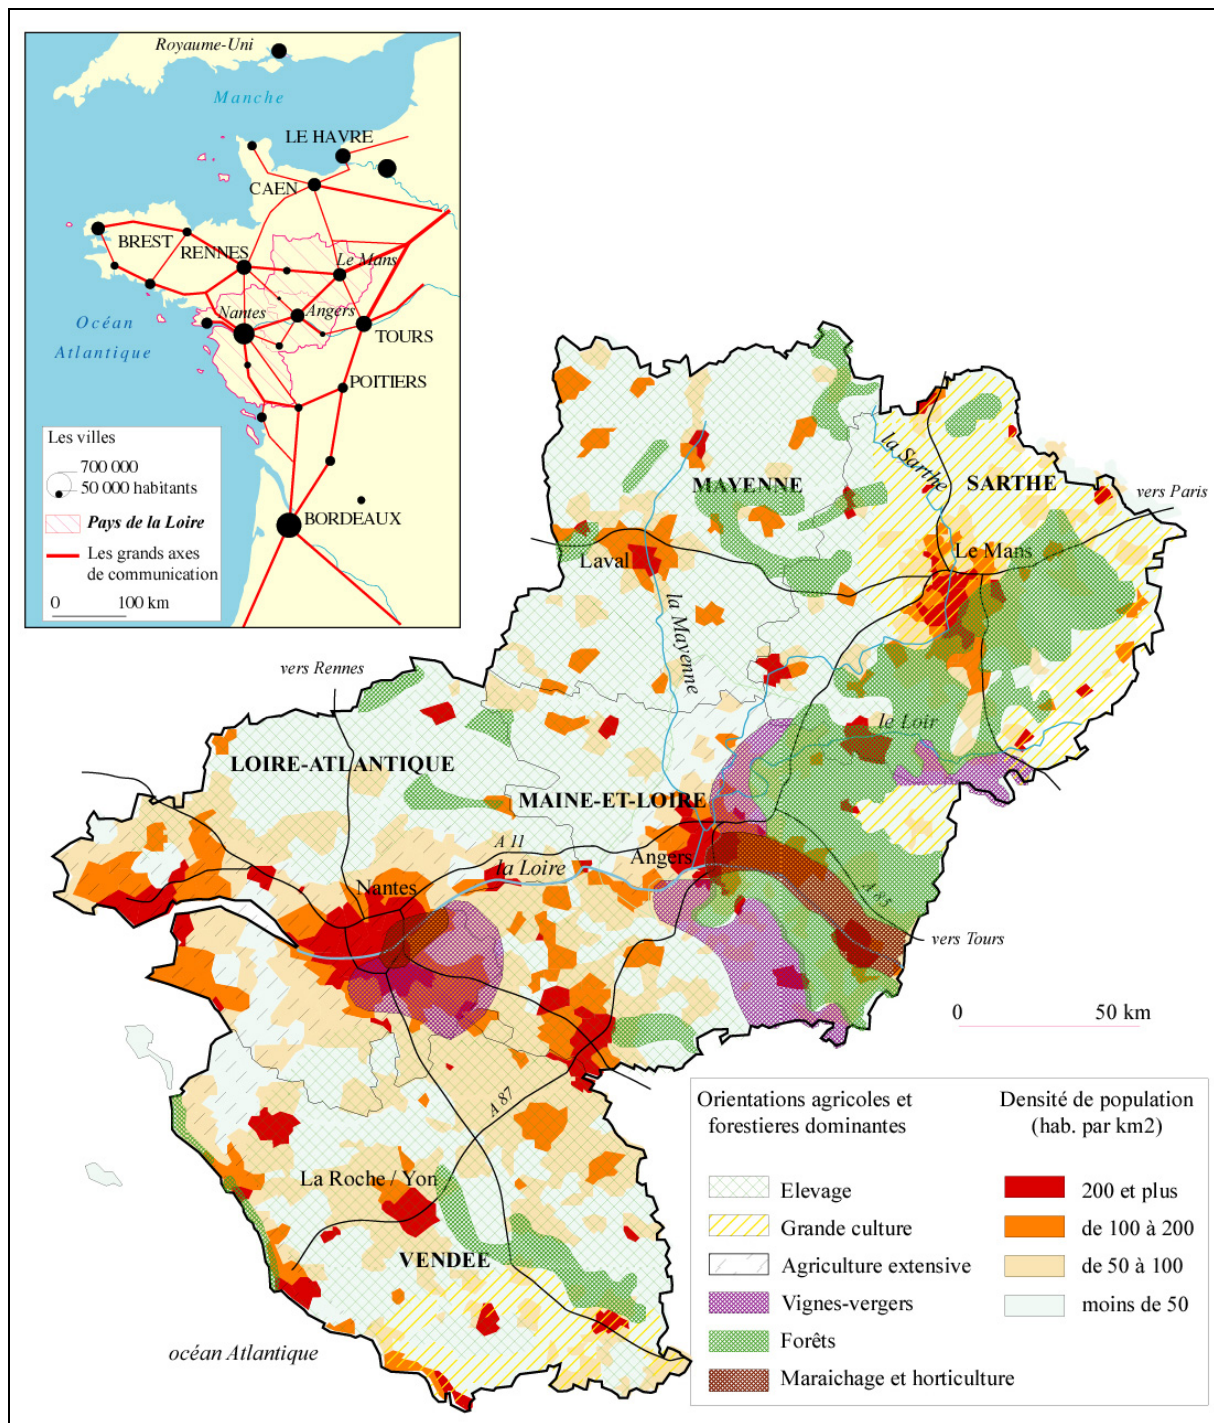 Royaume-Uni
Manche
LE HAVRE
CAEN
BREST
RENNES
Le Mans
Nantes
Angers
Océan
Atlantique
TOURS
POITIERS
BORDEAUX
Les villes
700 000
50 000 habitants
Pays de la Loire
Les grands axes
de communication
0 100 km
la Sarthe
MAYENNE
SARTHE
vers Paris
Le Mans
Laval
la Mayenne
vers Rennes
le Loir
LOIRE-ATLANTIQUE
MAINE-ET-LOIRE
A 11
la Loire
Angers
Nantes
A 85
vers Tours
0 50 km
A 87
La Roche / Yon
VENDEE
océan Atlantique
Orientations agricoles et
forestieres dominantes
Elevage
Grande culture
Agriculture extensive
Vignes-vergers
Forêts
Maraichage et horticulture
Densité de population
(hab. par km2)
200 et plus
de 100 à 200
de 50 à 100
moins de 50